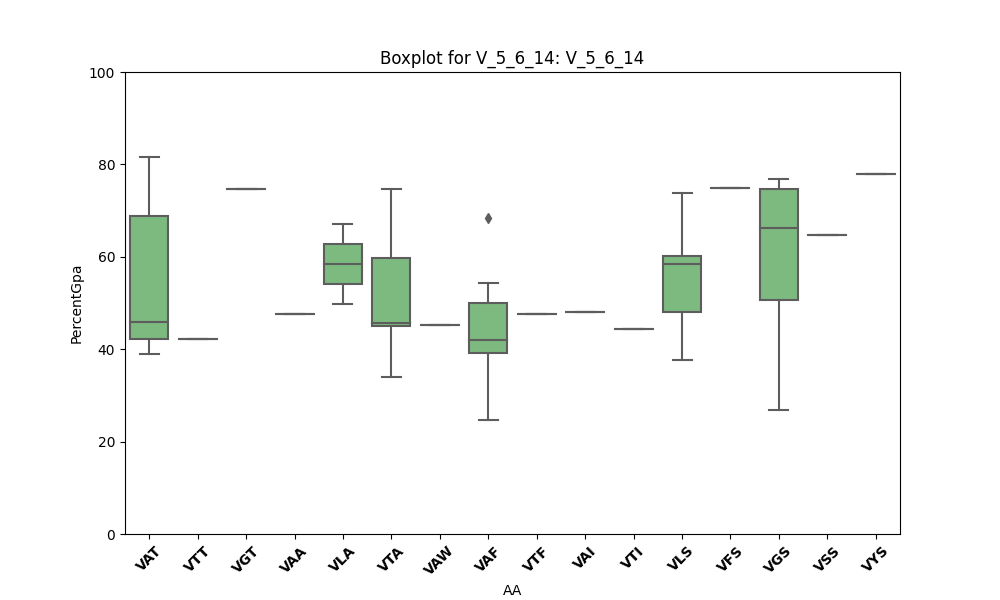 Boxplot for V_5_6_14: V_5_6_14
PercentGpa
100
80
60
40
20
0
VAT VTT VGT VAA VLA VTA VAW VAF VTF VAI VTI VLS VFS VGS VSS VYS
AA